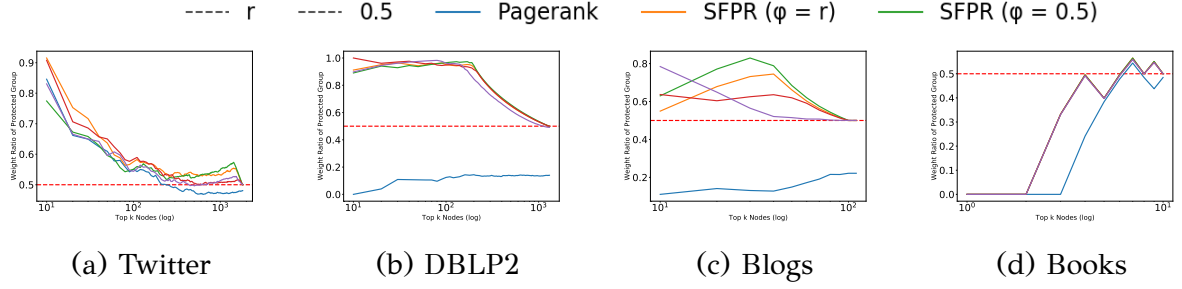 r 0.5 Pagerank SFPR (φ = r) SFPR (φ = 0.5)
Weight Ratio of Protected Group
0.9
0.8
0.7
0.6
0.5
10¹ 10² 10³
Top k Nodes (log)
(a) Twitter
Weight Ratio of Protected Group
1.0
0.8
0.6
0.4
0.2
0.0
10¹ 10² 10³
Top k Nodes (log)
(b) DBLP2
Weight Ratio of Protected Group
0.8
0.6
0.4
0.2
10¹ 10²
Top k Nodes (log)
(c) Blogs
Weight Ratio of Protected Group
0.5
0.4
0.3
0.2
0.1
0.0
10⁰ 10¹
Top k Nodes (log)
(d) Books